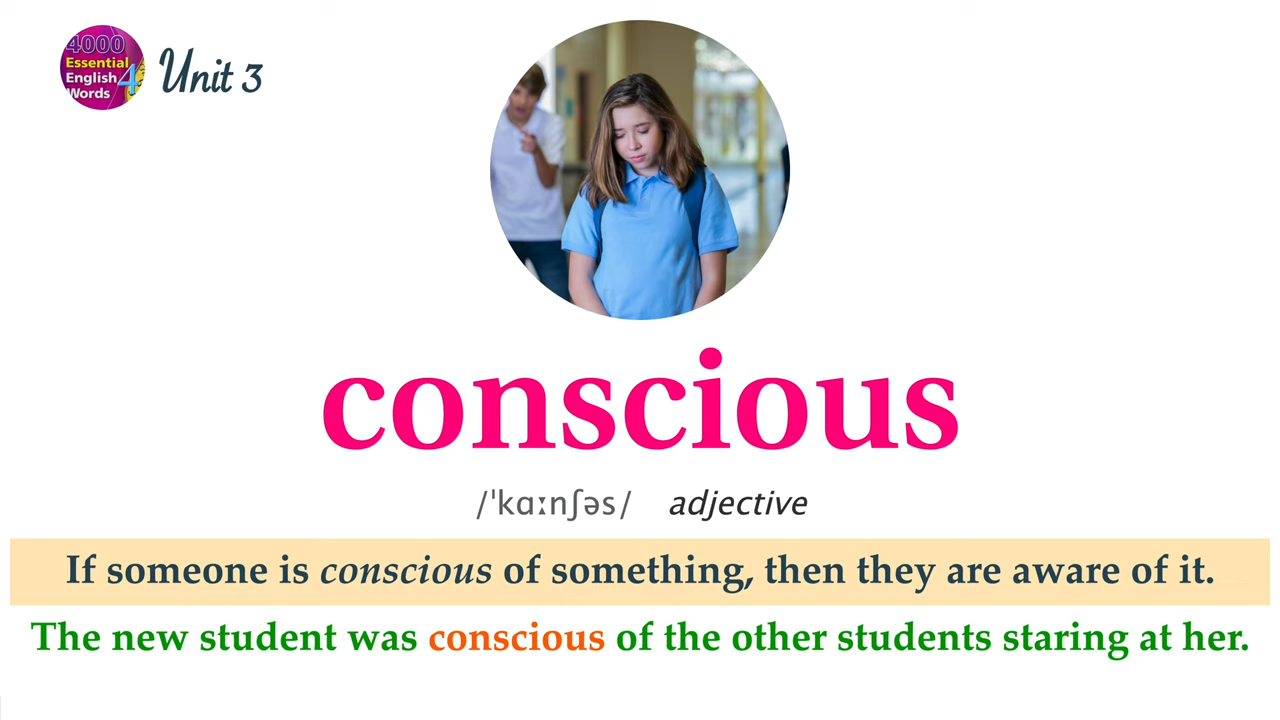 4000
Essential
English
Words 4
Unit 3
conscious
/ˈkɑːnʃəs/ adjective
If someone is conscious of something, then they are aware of it.
The new student was conscious of the other students staring at her.